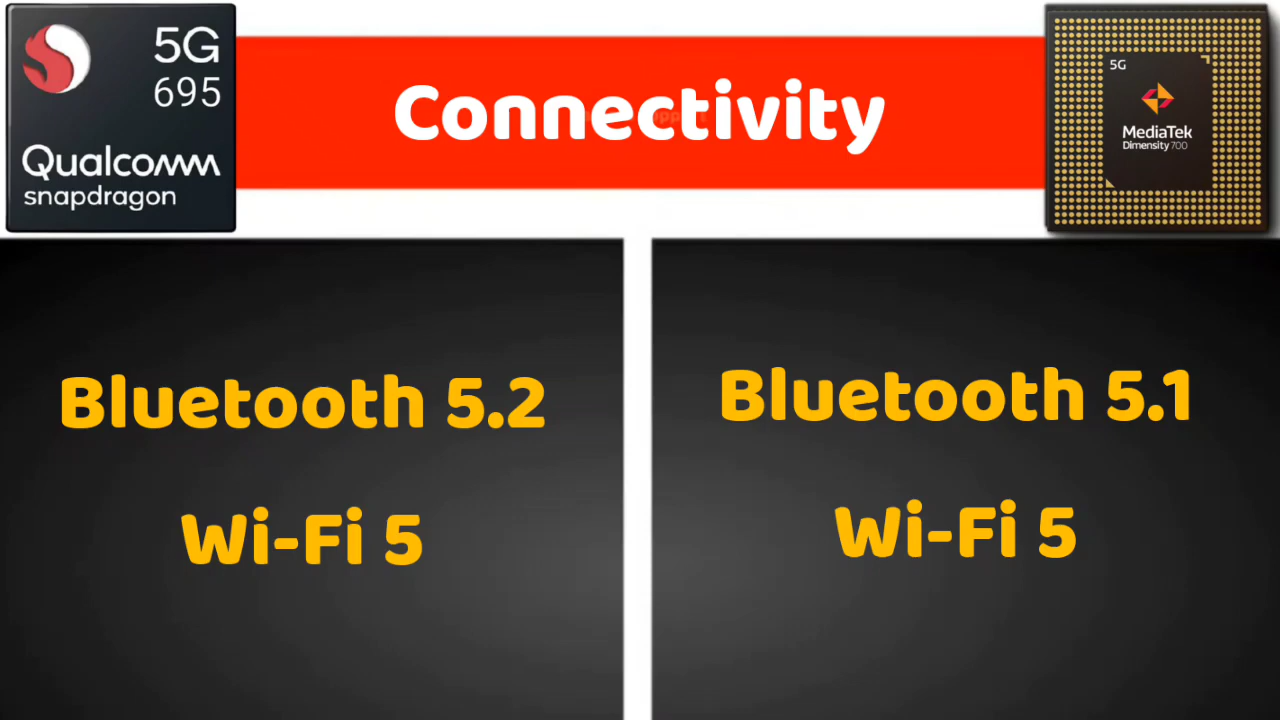 5G
695
Qualcomm
snapdragon
Connectivity
5G
MediaTek
Dimensity 700
Bluetooth 5.2
Wi-Fi 5
Bluetooth 5.1
Wi-Fi 5